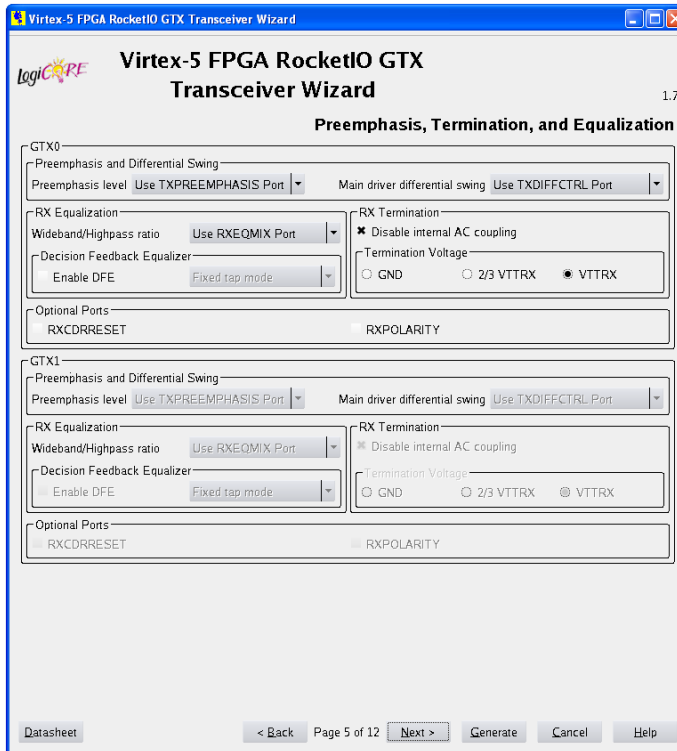 Virtex-5 FPGA RocketIO GTX Transceiver Wizard
LogiCORE
Virtex-5 FPGA RocketIO GTX
Transceiver Wizard
1.7
Preemphasis, Termination, and Equalization
GTX0
Preemphasis and Differential Swing
Preemphasis level Use TXPREEMPHASIS Port Main driver differential swing Use TXDIFFCTRL Port
RX Equalization RX Termination
Wideband/Highpass ratio Use RXEQMIX Port Disable internal AC coupling
Decision Feedback Equalizer Termination Voltage
Enable DFE Fixed tap mode GND 2/3 VTTRX VTTRX
Optional Ports
RXCDRRESET RXPOLARITY
GTX1
Preemphasis and Differential Swing
Preemphasis level Use TXPREEMPHASIS Port Main driver differential swing Use TXDIFFCTRL Port
RX Equalization RX Termination
Wideband/Highpass ratio Use RXEQMIX Port Disable internal AC coupling
Decision Feedback Equalizer Termination Voltage
Enable DFE Fixed tap mode GND 2/3 VTTRX VTTRX
Optional Ports
RXCDRRESET RXPOLARITY
Datasheet < Back Page 5 of 12 Next > Generate Cancel Help